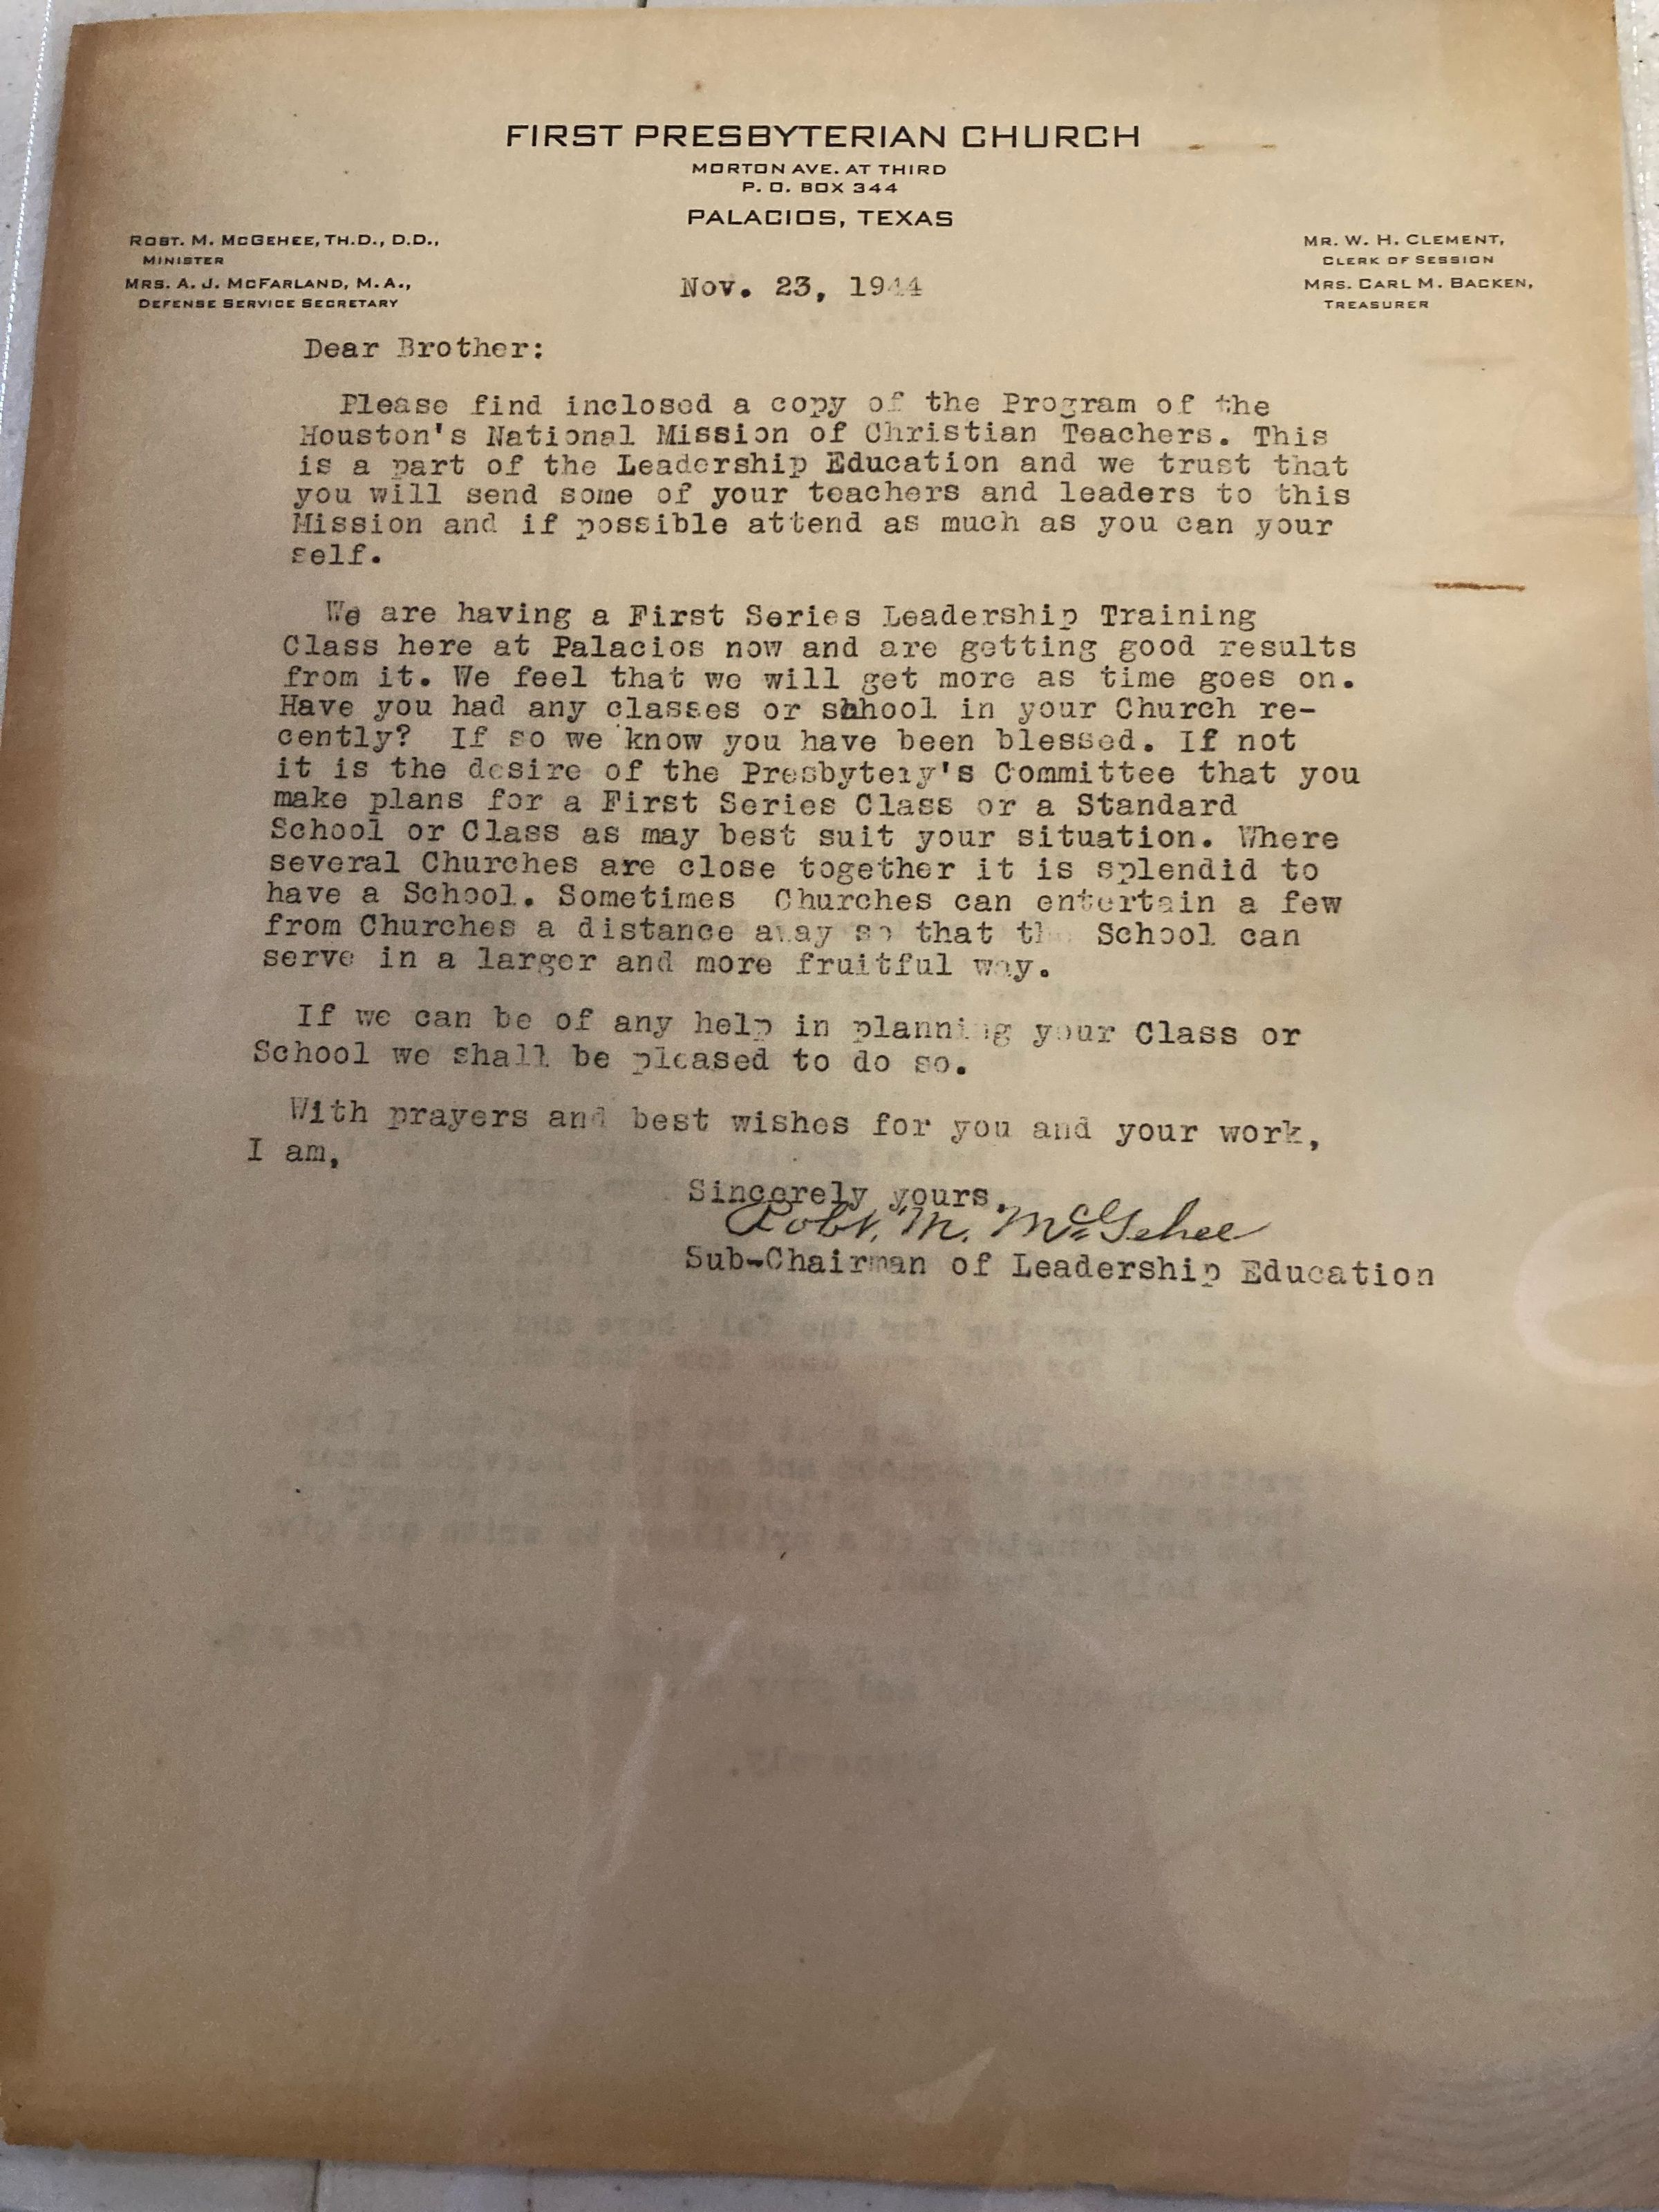 FIRST PRESBYTERIAN CHURCH
MORTON AVE. AT THIRD
P. O. BOX 344
PALACIOS, TEXAS
ROBT. M. MCGEHEE, TH.D., D.D.,
MINISTER
MRS. A. J. MCFARLAND, M.A.,
DEFENSE SERVICE SECRETARY
MR. W. H. CLEMENT,
CLERK OF SESSION
MRS. CARL M. BACKEN,
TREASURER
Nov. 23, 1944
Dear Brother:
Please find inclosed a copy of the Program of the
Houston's National Mission of Christian Teachers. This
is a part of the Leadership Education and we trust that
you will send some of your teachers and leaders to this
Mission and if possible attend as much as you can your
self.
We are having a First Series Leadership Training
Class here at Palacios now and are getting good results
from it. We feel that we will get more as time goes on.
Have you had any classes or shhool in your Church re-
cently? If so we know you have been blessed. If not
it is the desire of the Presbytery's Committee that you
make plans for a First Series Class or a Standard
School or Class as may best suit your situation. Where
several Churches are close together it is splendid to
have a School. Sometimes Churches can entertain a few
from Churches a distance away so that the School can
serve in a larger and more fruitful way.
If we can be of any help in planning your Class or
School we shall be pleased to do so.
With prayers and best wishes for you and your work,
I am,
Sincerely yours,
Robt. M. McGehee
Sub-Chairman of Leadership Education